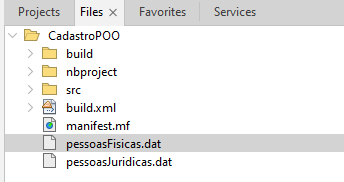 Projects Files Favorites Services
CadastroPOO
build
nbproject
src
build.xml
manifest.mf
pessoasFisicas.dat
pessoasJuridicas.dat